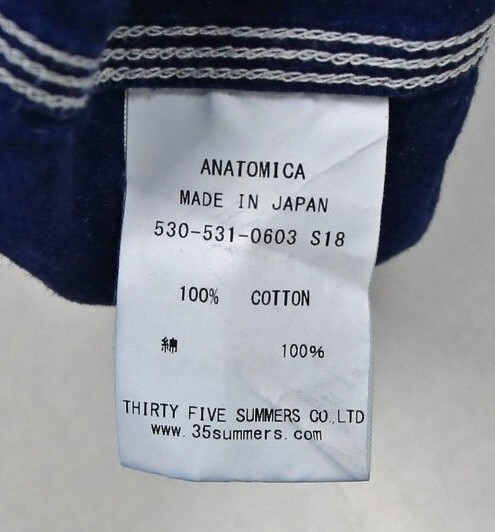 ANATOMICA
MADE IN JAPAN
530-531-0603 S18
100% COTTON
綿 100%
THIRTY FIVE SUMMERS CO.,LTD
www.35summers.com